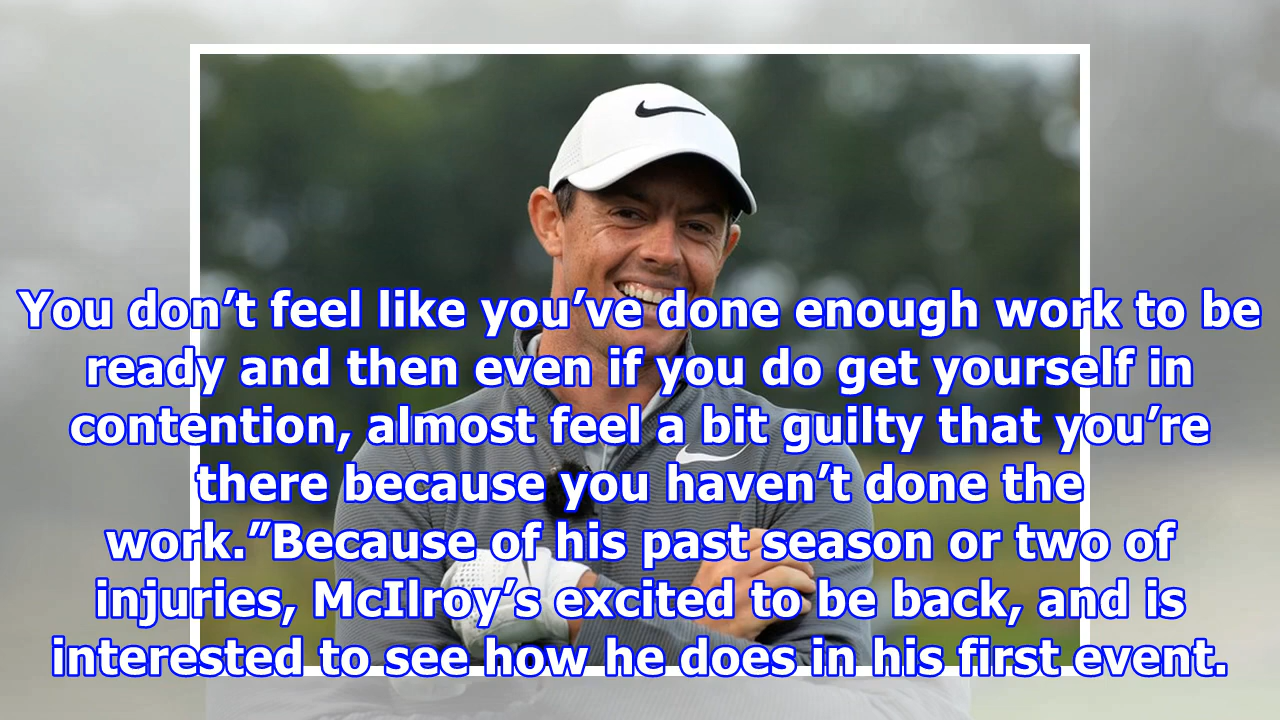 You don’t feel like you’ve done enough work to be
ready and then even if you do get yourself in
contention, almost feel a bit guilty that you’re
there because you haven’t done the
work.”Because of his past season or two of
injuries, McIlroy’s excited to be back, and is
interested to see how he does in his first event.